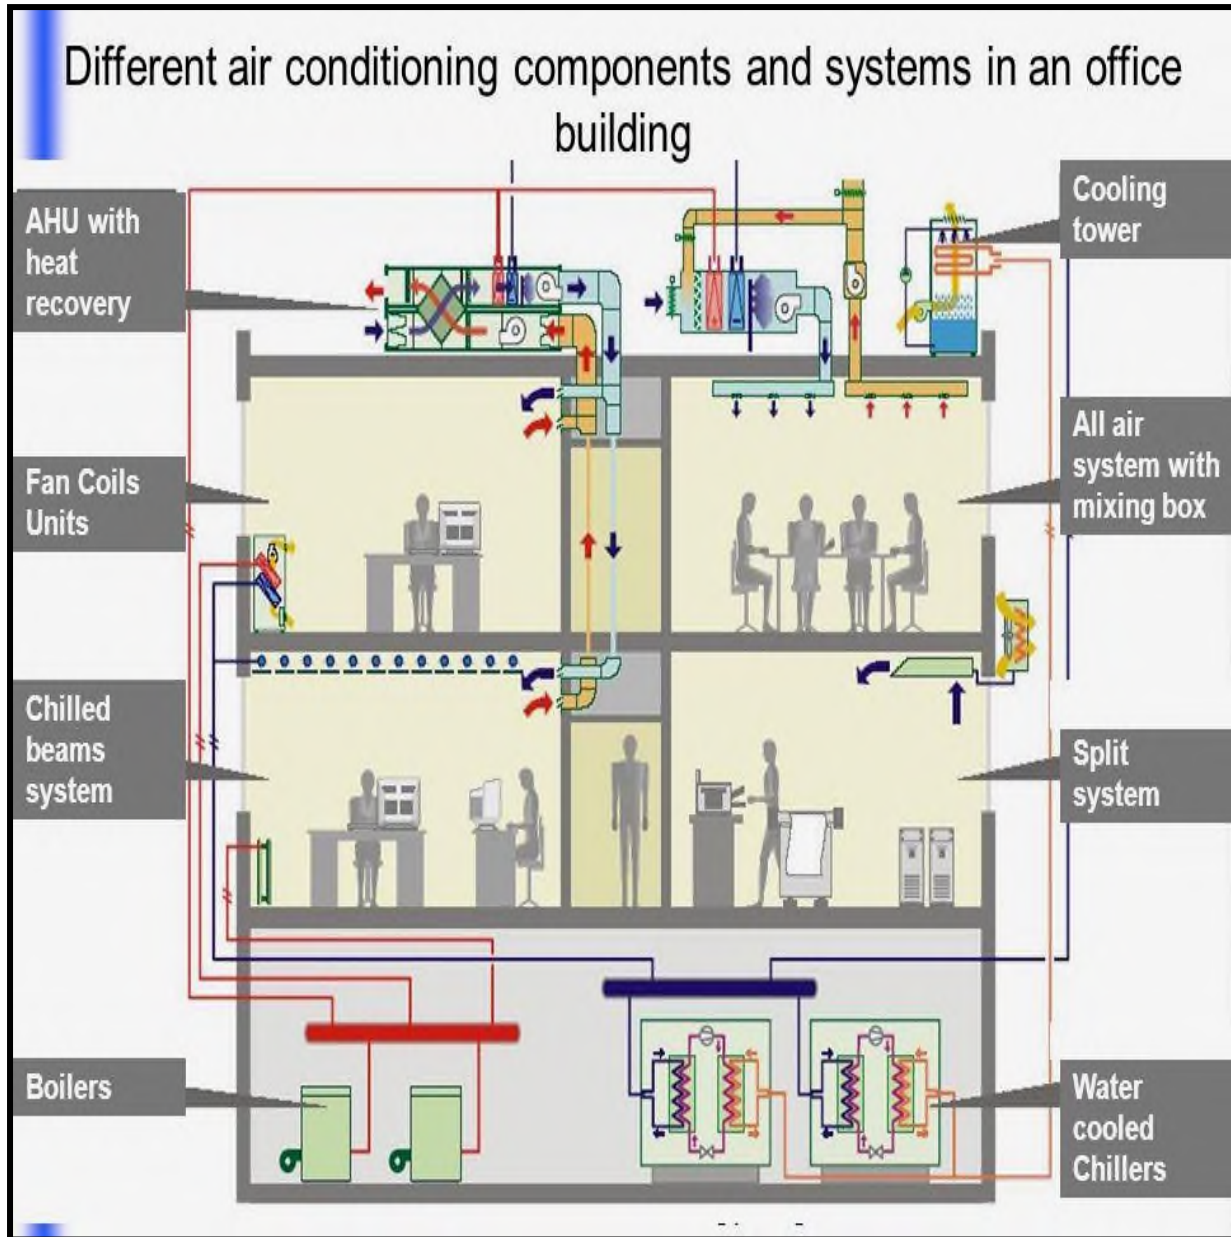 Different air conditioning components and systems in an office
building
AHU with
heat
recovery
Cooling
tower
Fan Coils
Units
All air
system with
mixing box
Chilled
beams
system
Split
system
Boilers
Water
cooled
Chillers